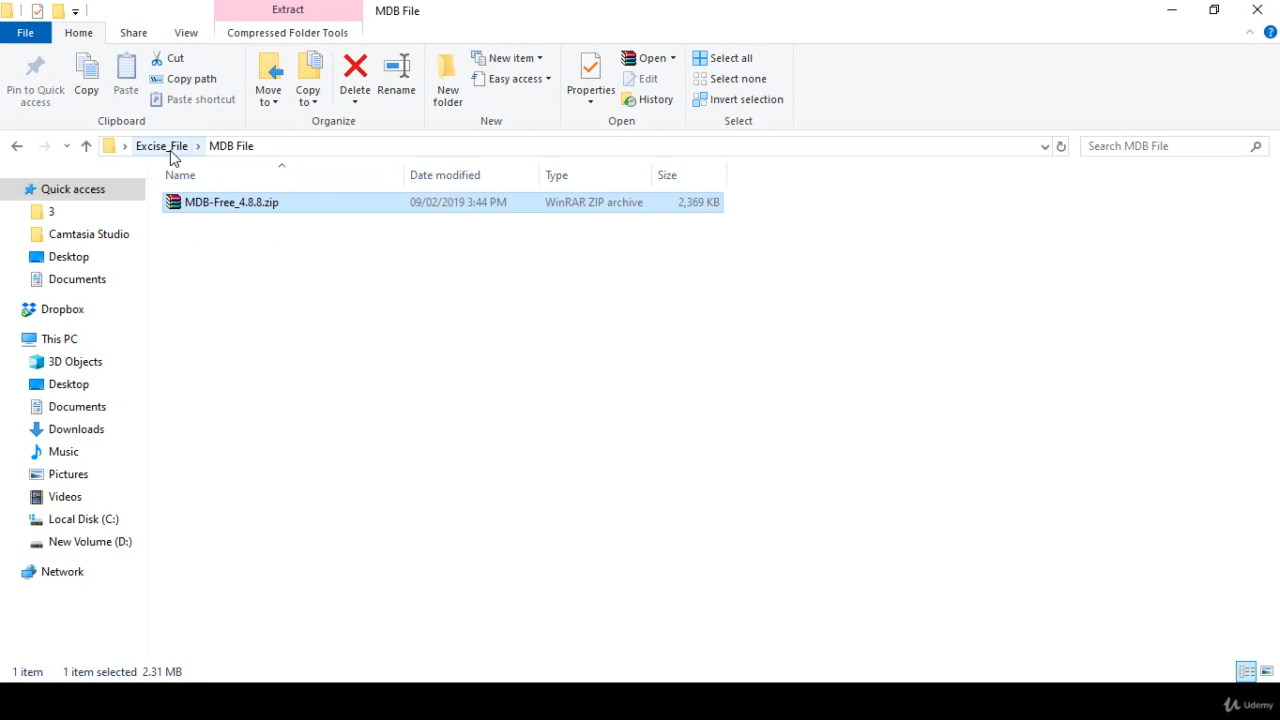 Extract
MDB File
File
Home
Share
View
Compressed Folder Tools
Pin to Quick access
Copy
Paste
Cut
Copy path
Paste shortcut
Clipboard
Move to
Copy to
Delete
Rename
Organize
New folder
New item
Easy access
New
Properties
Open
Edit
History
Open
Select all
Select none
Invert selection
Select
Excise_File
MDB File
Search MDB File
Name
Date modified
Type
Size
MDB-Free_4.8.8.zip
09/02/2019 3:44 PM
WinRAR ZIP archive
2,369 KB
Quick access
3
Camtasia Studio
Desktop
Documents
Dropbox
This PC
3D Objects
Desktop
Documents
Downloads
Music
Pictures
Videos
Local Disk (C:)
New Volume (D:)
Network
1 item
1 item selected 2.31 MB
Udemy